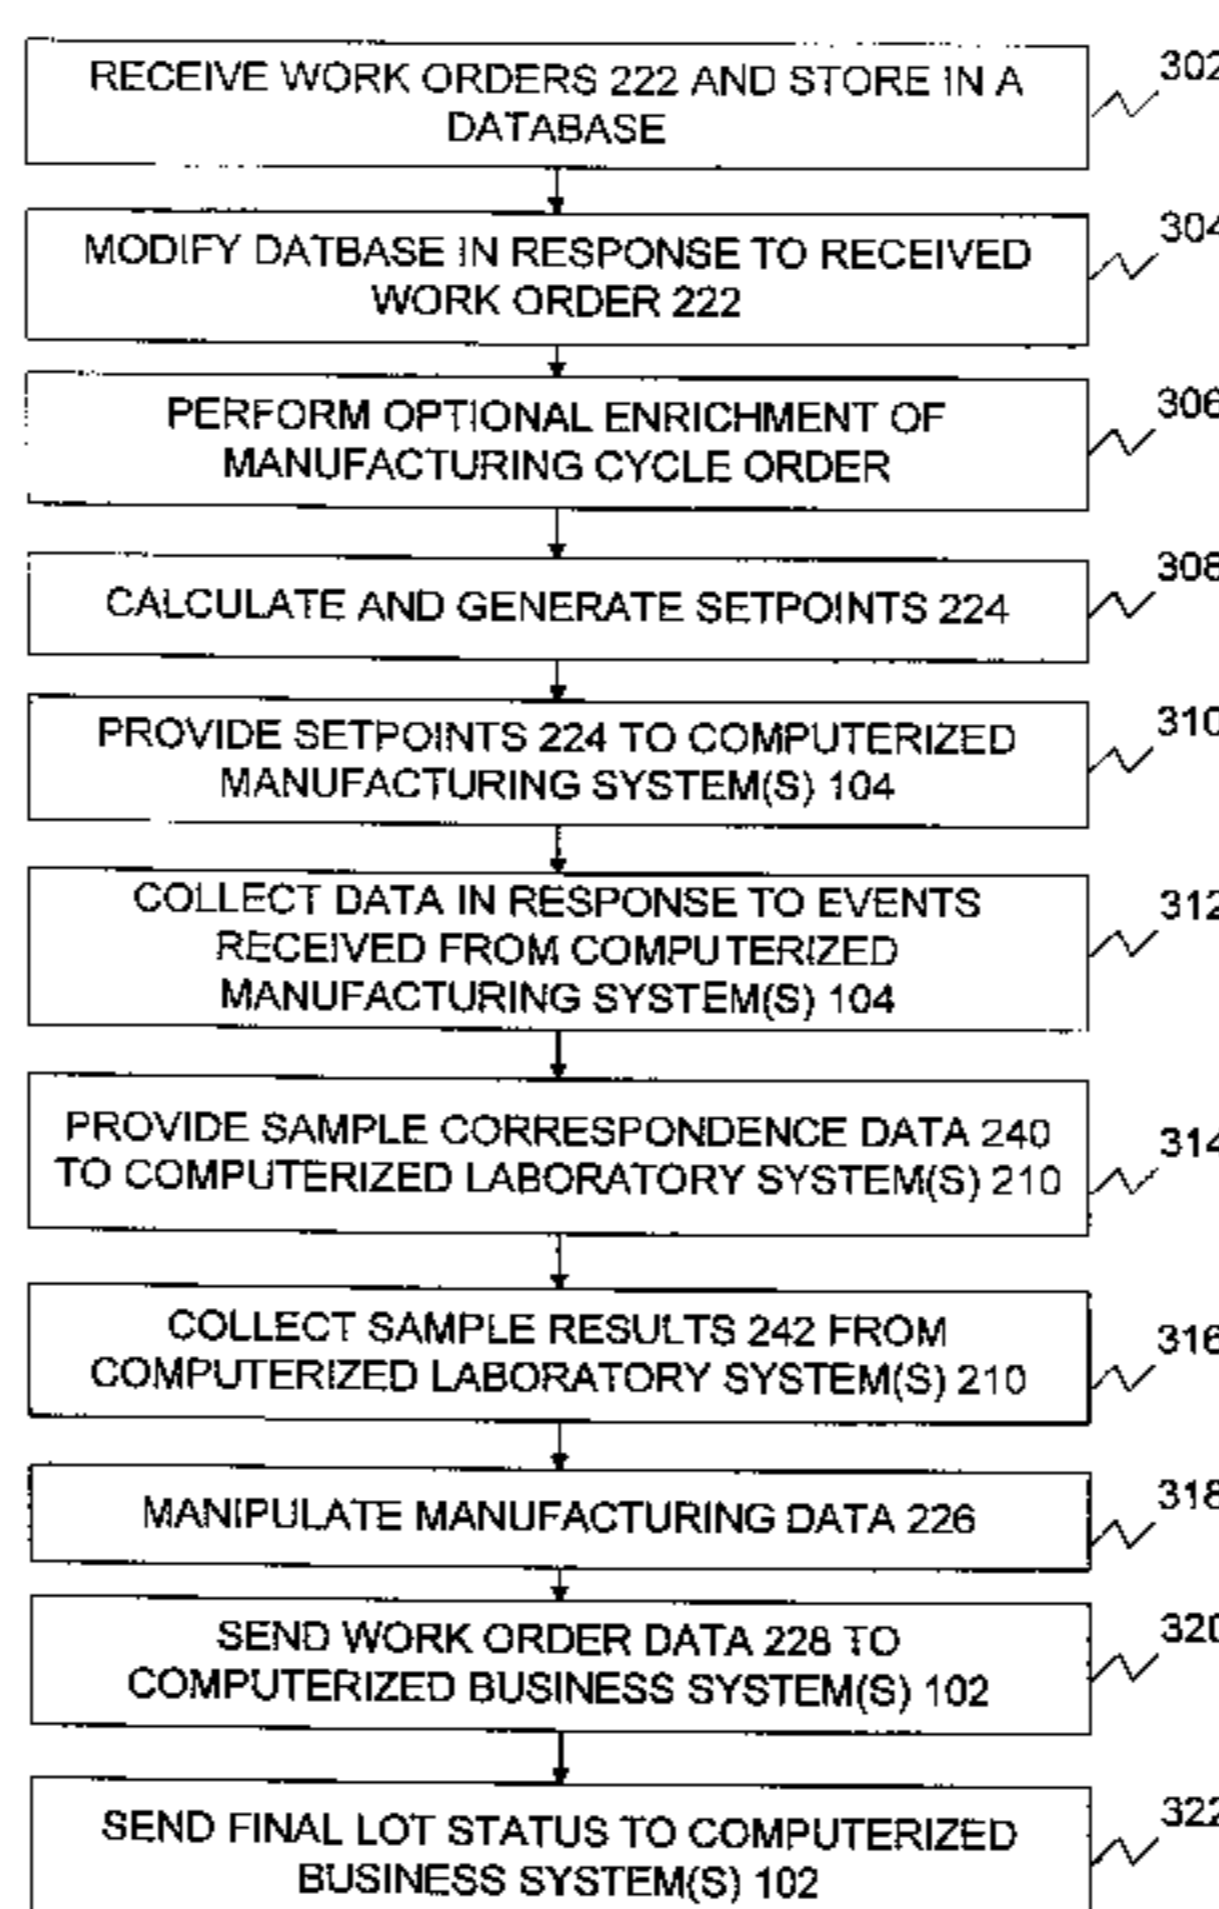 RECEIVE WORK ORDERS 222 AND STORE IN A
DATABASE
302
MODIFY DATBASE IN RESPONSE TO RECEIVED
WORK ORDER 222
304
PERFORM OPTIONAL ENRICHMENT OF
MANUFACTURING CYCLE ORDER
306
CALCULATE AND GENERATE SETPOINTS 224
308
PROVIDE SETPOINTS 224 TO COMPUTERIZED
MANUFACTURING SYSTEM(S) 104
310
COLLECT DATA IN RESPONSE TO EVENTS
RECEIVED FROM COMPUTERIZED
MANUFACTURING SYSTEM(S) 104
312
PROVIDE SAMPLE CORRESPONDENCE DATA 240
TO COMPUTERIZED LABORATORY SYSTEM(S) 210
314
COLLECT SAMPLE RESULTS 242 FROM
COMPUTERIZED LABORATORY SYSTEM(S) 210
316
MANIPULATE MANUFACTURING DATA 226
318
SEND WORK ORDER DATA 228 TO
COMPUTERIZED BUSINESS SYSTEM(S) 102
320
SEND FINAL LOT STATUS TO COMPUTERIZED
BUSINESS SYSTEM(S) 102
322